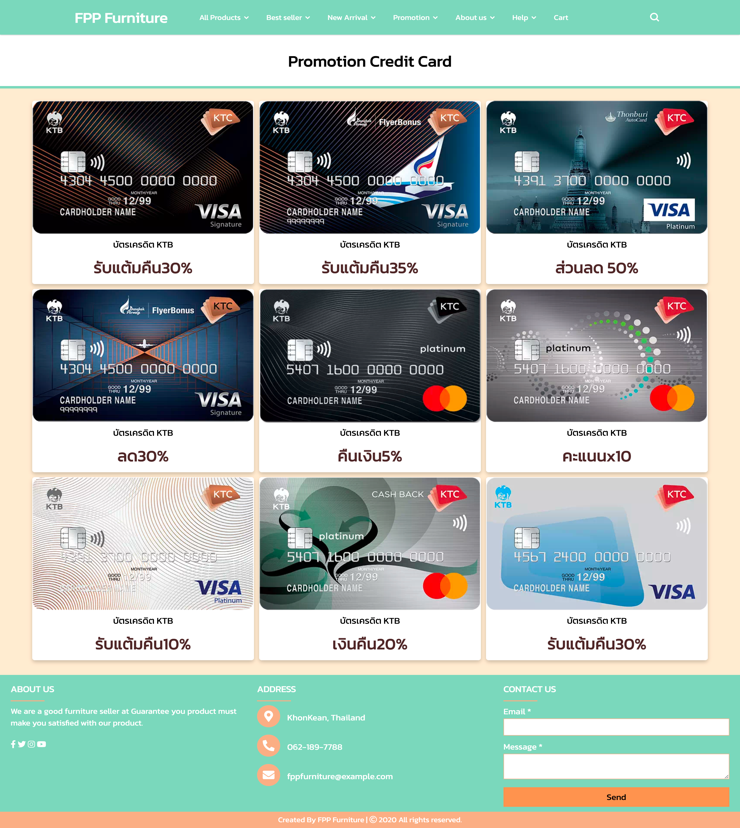 FPP Furniture
All Products
Best seller
New Arrival
Promotion
About us
Help
Cart
Promotion Credit Card
KTB
KTC
4304 4500 0000 0000
MONTH/YEAR
GOOD THRU 12/99
CARDHOLDER NAME
VISA
Signature
บัตรเครดิต KTB
รับแต้มคืน30%
KTB
Bangkok Airways FlyerBonus
KTC
4304 4500 0000 0000
MONTH/YEAR
GOOD THRU 12/99
CARDHOLDER NAME
99999999
VISA
Signature
บัตรเครดิต KTB
รับแต้มคืน35%
KTB
Thonburi
AutoCard
KTC
4391 3700 0000 0000
MONTH/YEAR
GOOD THRU 12/99
CARDHOLDER NAME
VISA
Platinum
บัตรเครดิต KTB
ส่วนลด 50%
KTB
Bangkok Airways FlyerBonus
KTC
4304 4500 0000 0000
MONTH/YEAR
GOOD THRU 12/99
CARDHOLDER NAME
99999999
VISA
Signature
บัตรเครดิต KTB
ลด30%
KTB
KTC
platinum
5407 1600 0000 0000
MONTH/YEAR
GOOD THRU 12/99
CARDHOLDER NAME
บัตรเครดิต KTB
คืนเงิน5%
KTB
KTC
platinum
5407 1600 0000 0000
MONTH/YEAR
GOOD THRU 12/99
CARDHOLDER NAME
บัตรเครดิต KTB
คะแนนx10
KTB
KTC
4391 3700 0000 0000
MONTH/YEAR
GOOD THRU 12/99
CARDHOLDER NAME
VISA
Platinum
บัตรเครดิต KTB
รับแต้มคืน10%
KTB
CASH BACK
KTC
platinum
5407 1600 0000 0000
MONTH/YEAR
GOOD THRU 12/99
CARDHOLDER NAME
บัตรเครดิต KTB
เงินคืน20%
KTB
KTC
4567 2400 0000 0000
MONTH/YEAR
GOOD THRU 12/99
CARDHOLDER NAME
VISA
บัตรเครดิต KTB
รับแต้มคืน30%
ABOUT US
We are a good furniture seller at Guarantee you product must
make you satisfied with our product.
ADDRESS
KhonKean, Thailand
062-189-7788
fppfurniture@example.com
CONTACT US
Email *
Message *
Send
Created By FPP Furniture | © 2020 All rights reserved.